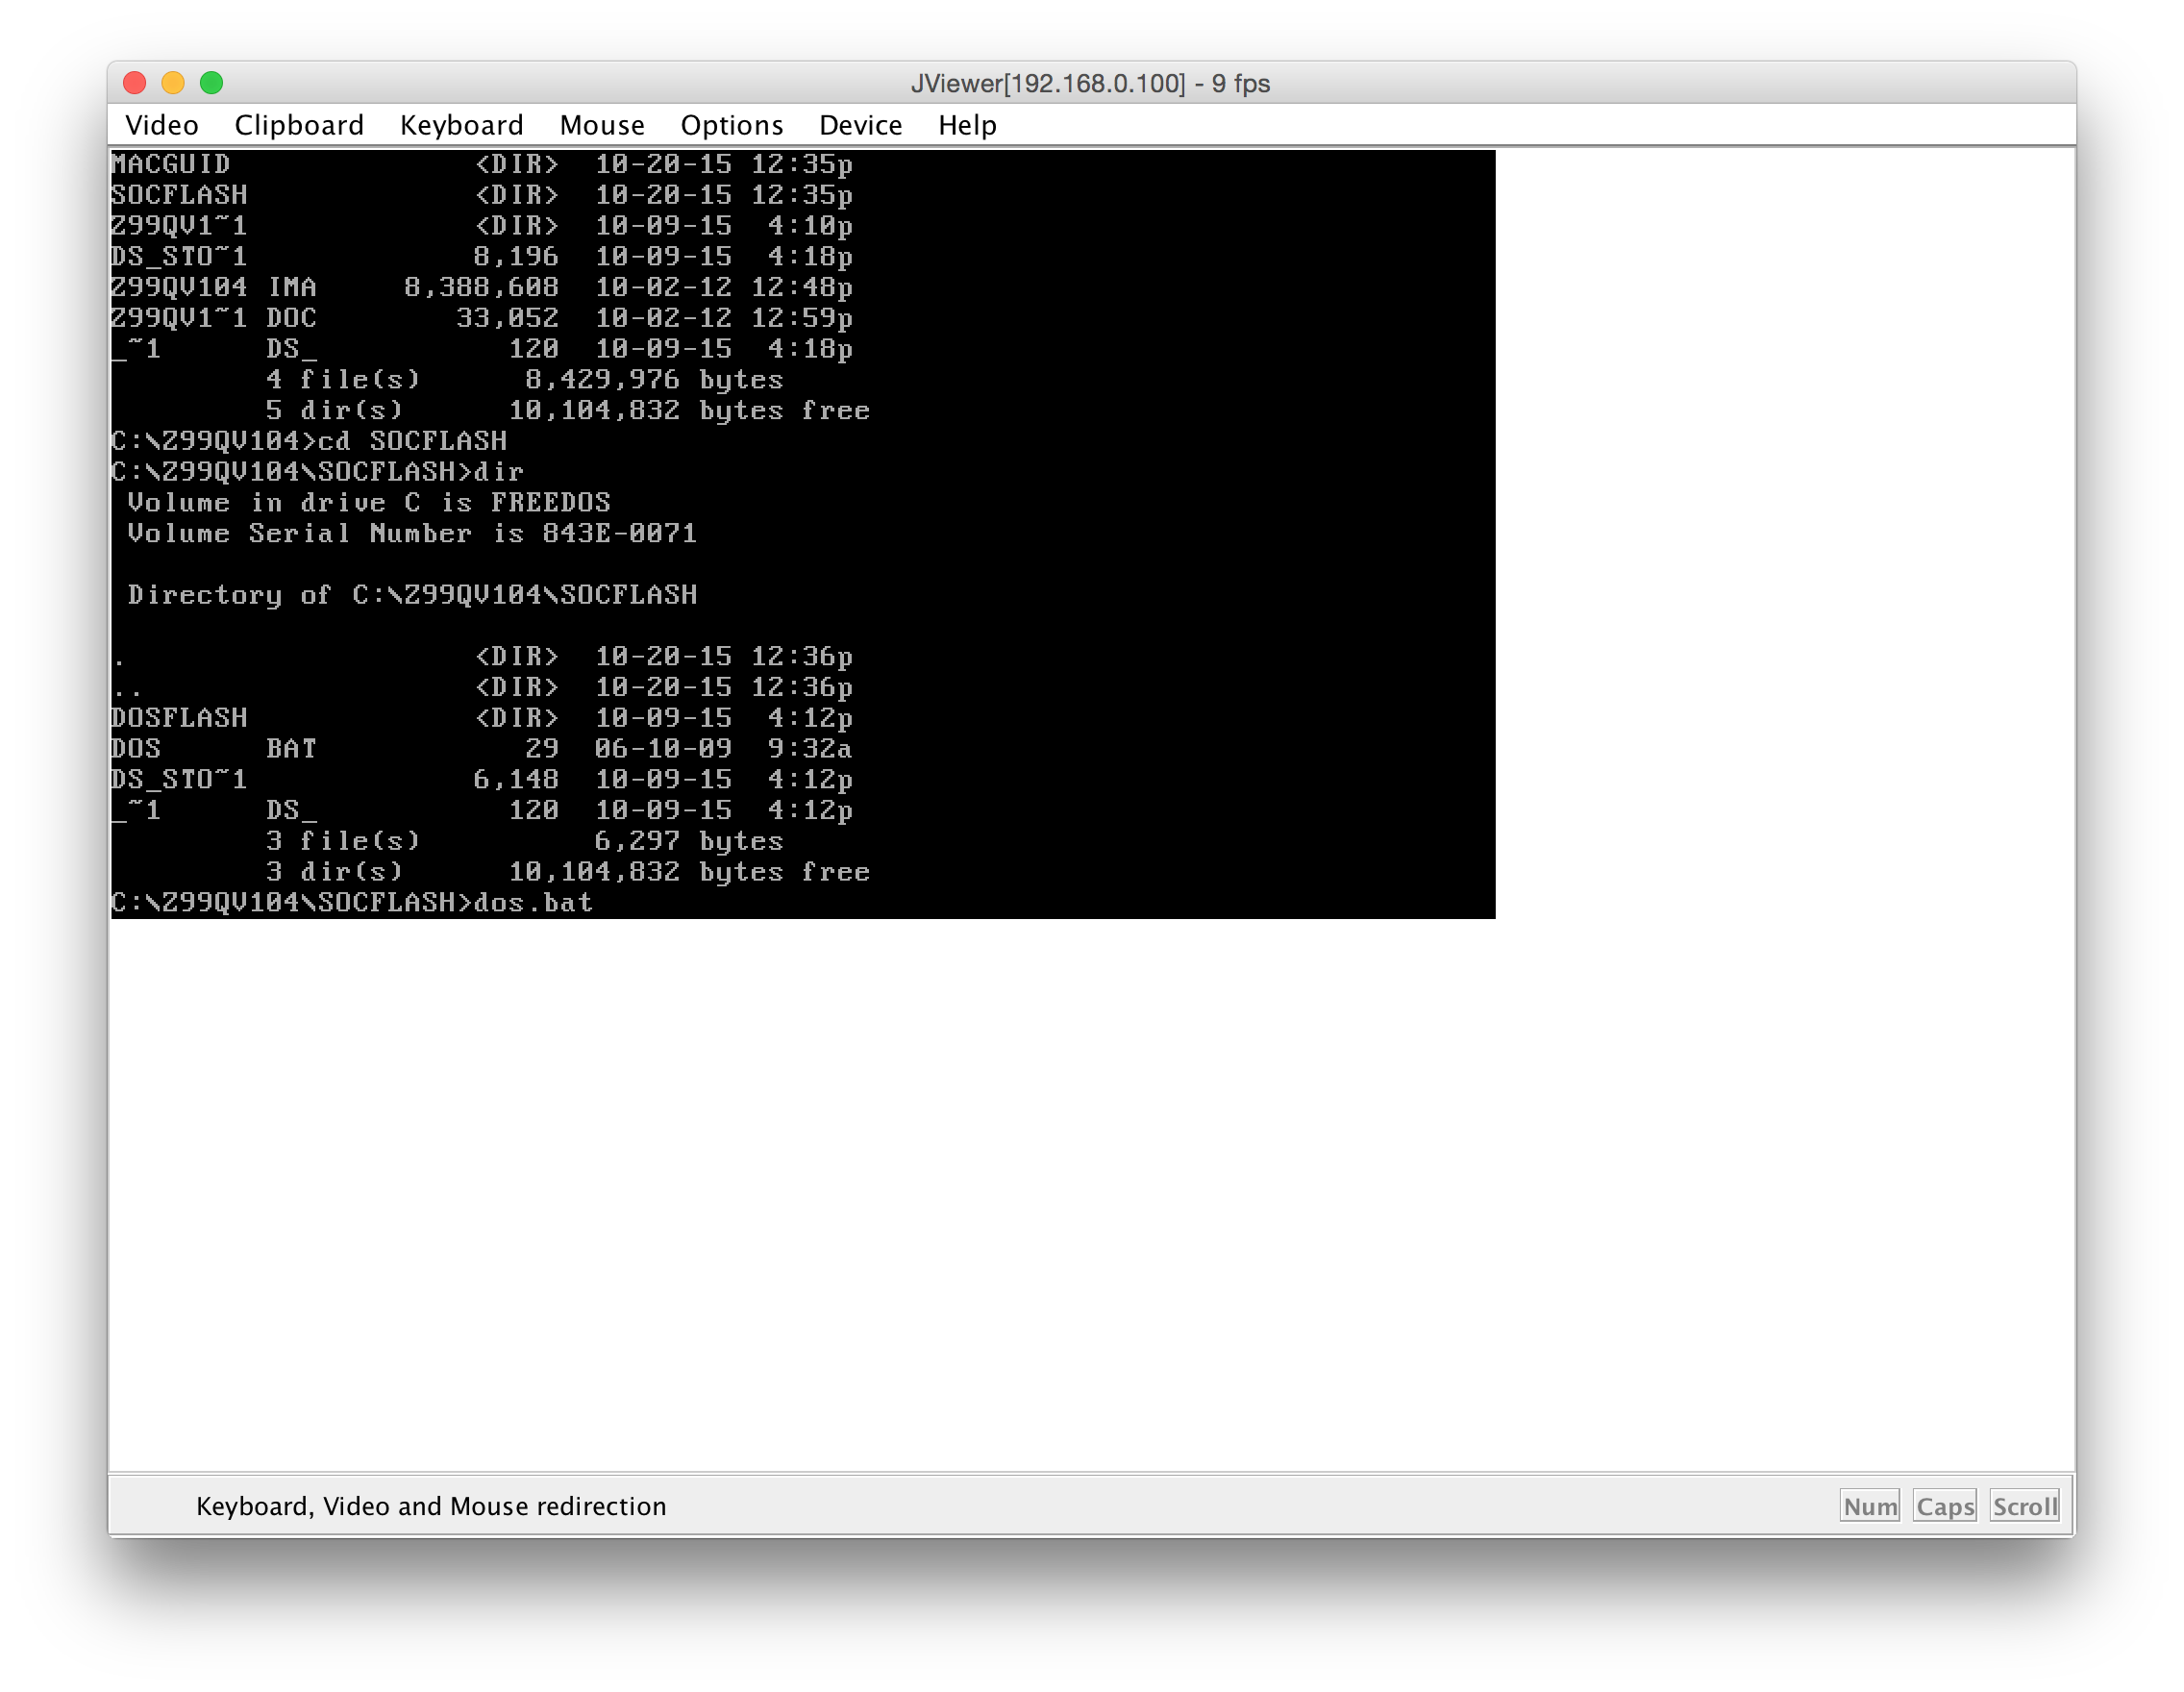 JViewer[192.168.0.100] - 9 fps
Video Clipboard Keyboard Mouse Options Device Help
MACGUID <DIR> 10-20-15 12:35p
SOCFLASH <DIR> 10-20-15 12:35p
Z99QV1~1 <DIR> 10-09-15 4:10p
DS_STO~1 8,196 10-09-15 4:18p
Z99QV104 IMA 8,388,608 10-02-12 12:48p
Z99QV1~1 DOC 33,052 10-02-12 12:59p
_~1 DS_ 120 10-09-15 4:18p
4 file(s) 8,429,976 bytes
5 dir(s) 10,104,832 bytes free
C:\Z99QV104>cd SOCFLASH
C:\Z99QV104\SOCFLASH>dir
Volume in drive C is FREEDOS
Volume Serial Number is 843E-0071
Directory of C:\Z99QV104\SOCFLASH
. <DIR> 10-20-15 12:36p
.. <DIR> 10-20-15 12:36p
DOSFLASH <DIR> 10-09-15 4:12p
DOS BAT 29 06-10-09 9:32a
DS_STO~1 6,148 10-09-15 4:12p
_~1 DS_ 120 10-09-15 4:12p
3 file(s) 6,297 bytes
3 dir(s) 10,104,832 bytes free
C:\Z99QV104\SOCFLASH>dos.bat
Keyboard, Video and Mouse redirection Num Caps Scroll